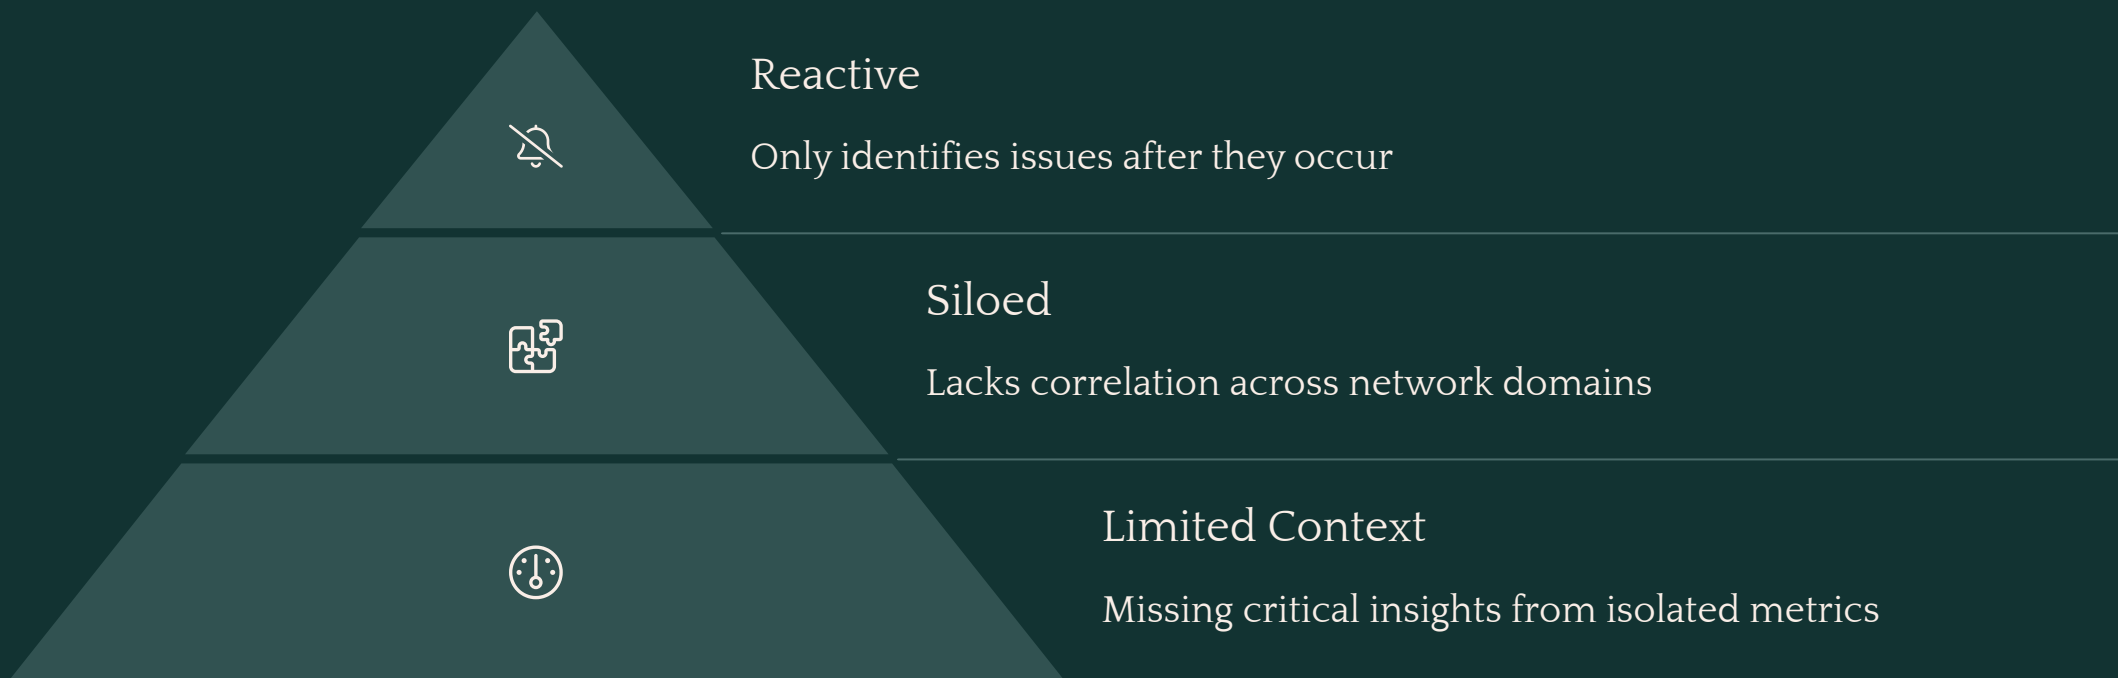 Reactive
Only identifies issues after they occur
Siloed
Lacks correlation across network domains
Limited Context
Missing critical insights from isolated metrics